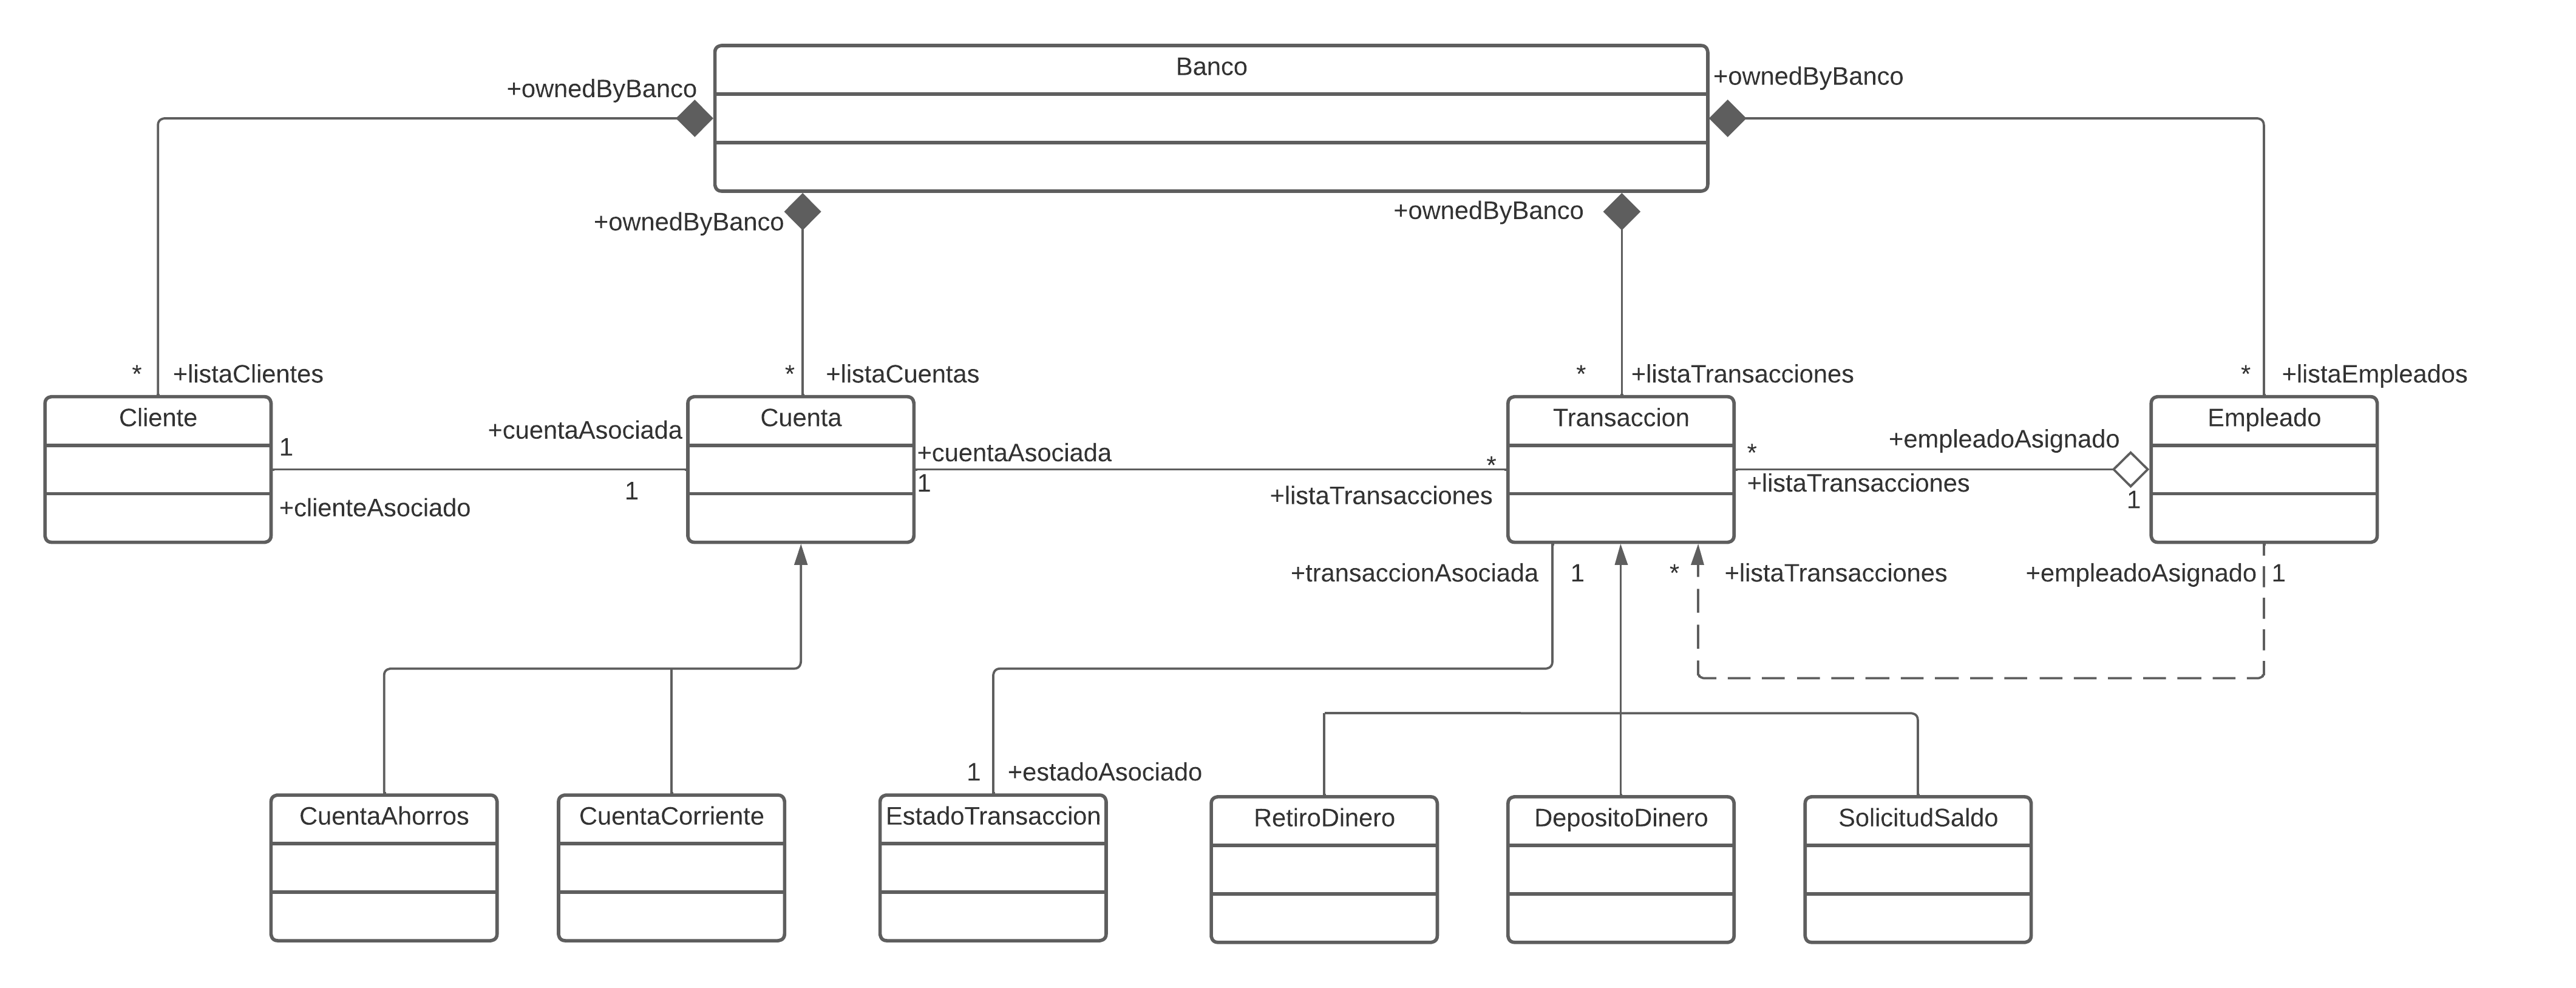 Banco
+ownedByBanco
+ownedByBanco
+ownedByBanco
+ownedByBanco
* +listaClientes
* +listaCuentas
* +listaTransacciones
* +listaEmpleados
Cliente
1
+clienteAsociado
+cuentaAsociada
1
Cuenta
+cuentaAsociada
1
*
+listaTransacciones
Transaccion
*
+listaTransacciones
+empleadoAsignado
1
Empleado
+transaccionAsociada 1
* +listaTransacciones
+empleadoAsignado 1
1 +estadoAsociado
CuentaAhorros
CuentaCorriente
EstadoTransaccion
RetiroDinero
DepositoDinero
SolicitudSaldo